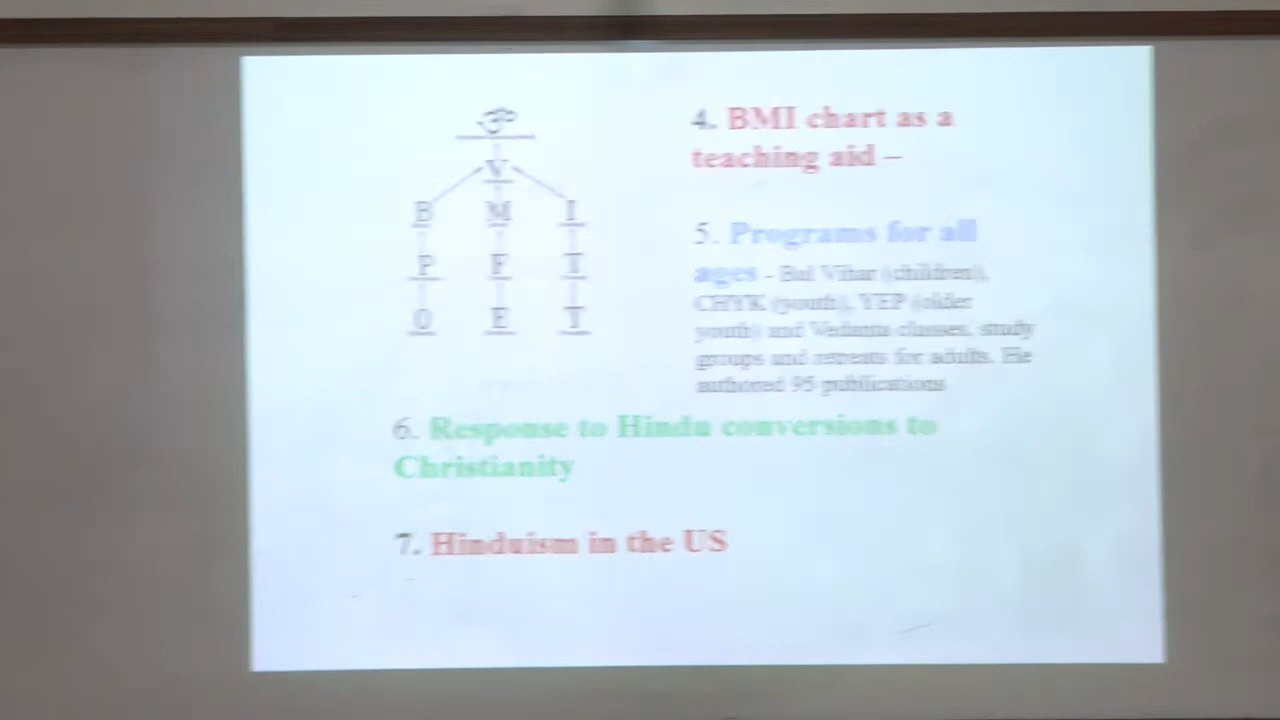 ॐ
V
B M I
P F T
O E T
4. BMI chart as a
teaching aid –
5. Programs for all
ages - Bal Vihar (children),
CHYK (youth), YEP (older
youth) and Vedanta classes, study
groups and retreats for adults. He
authored 95 publications
6. Response to Hindu conversions to
Christianity
7. Hinduism in the US